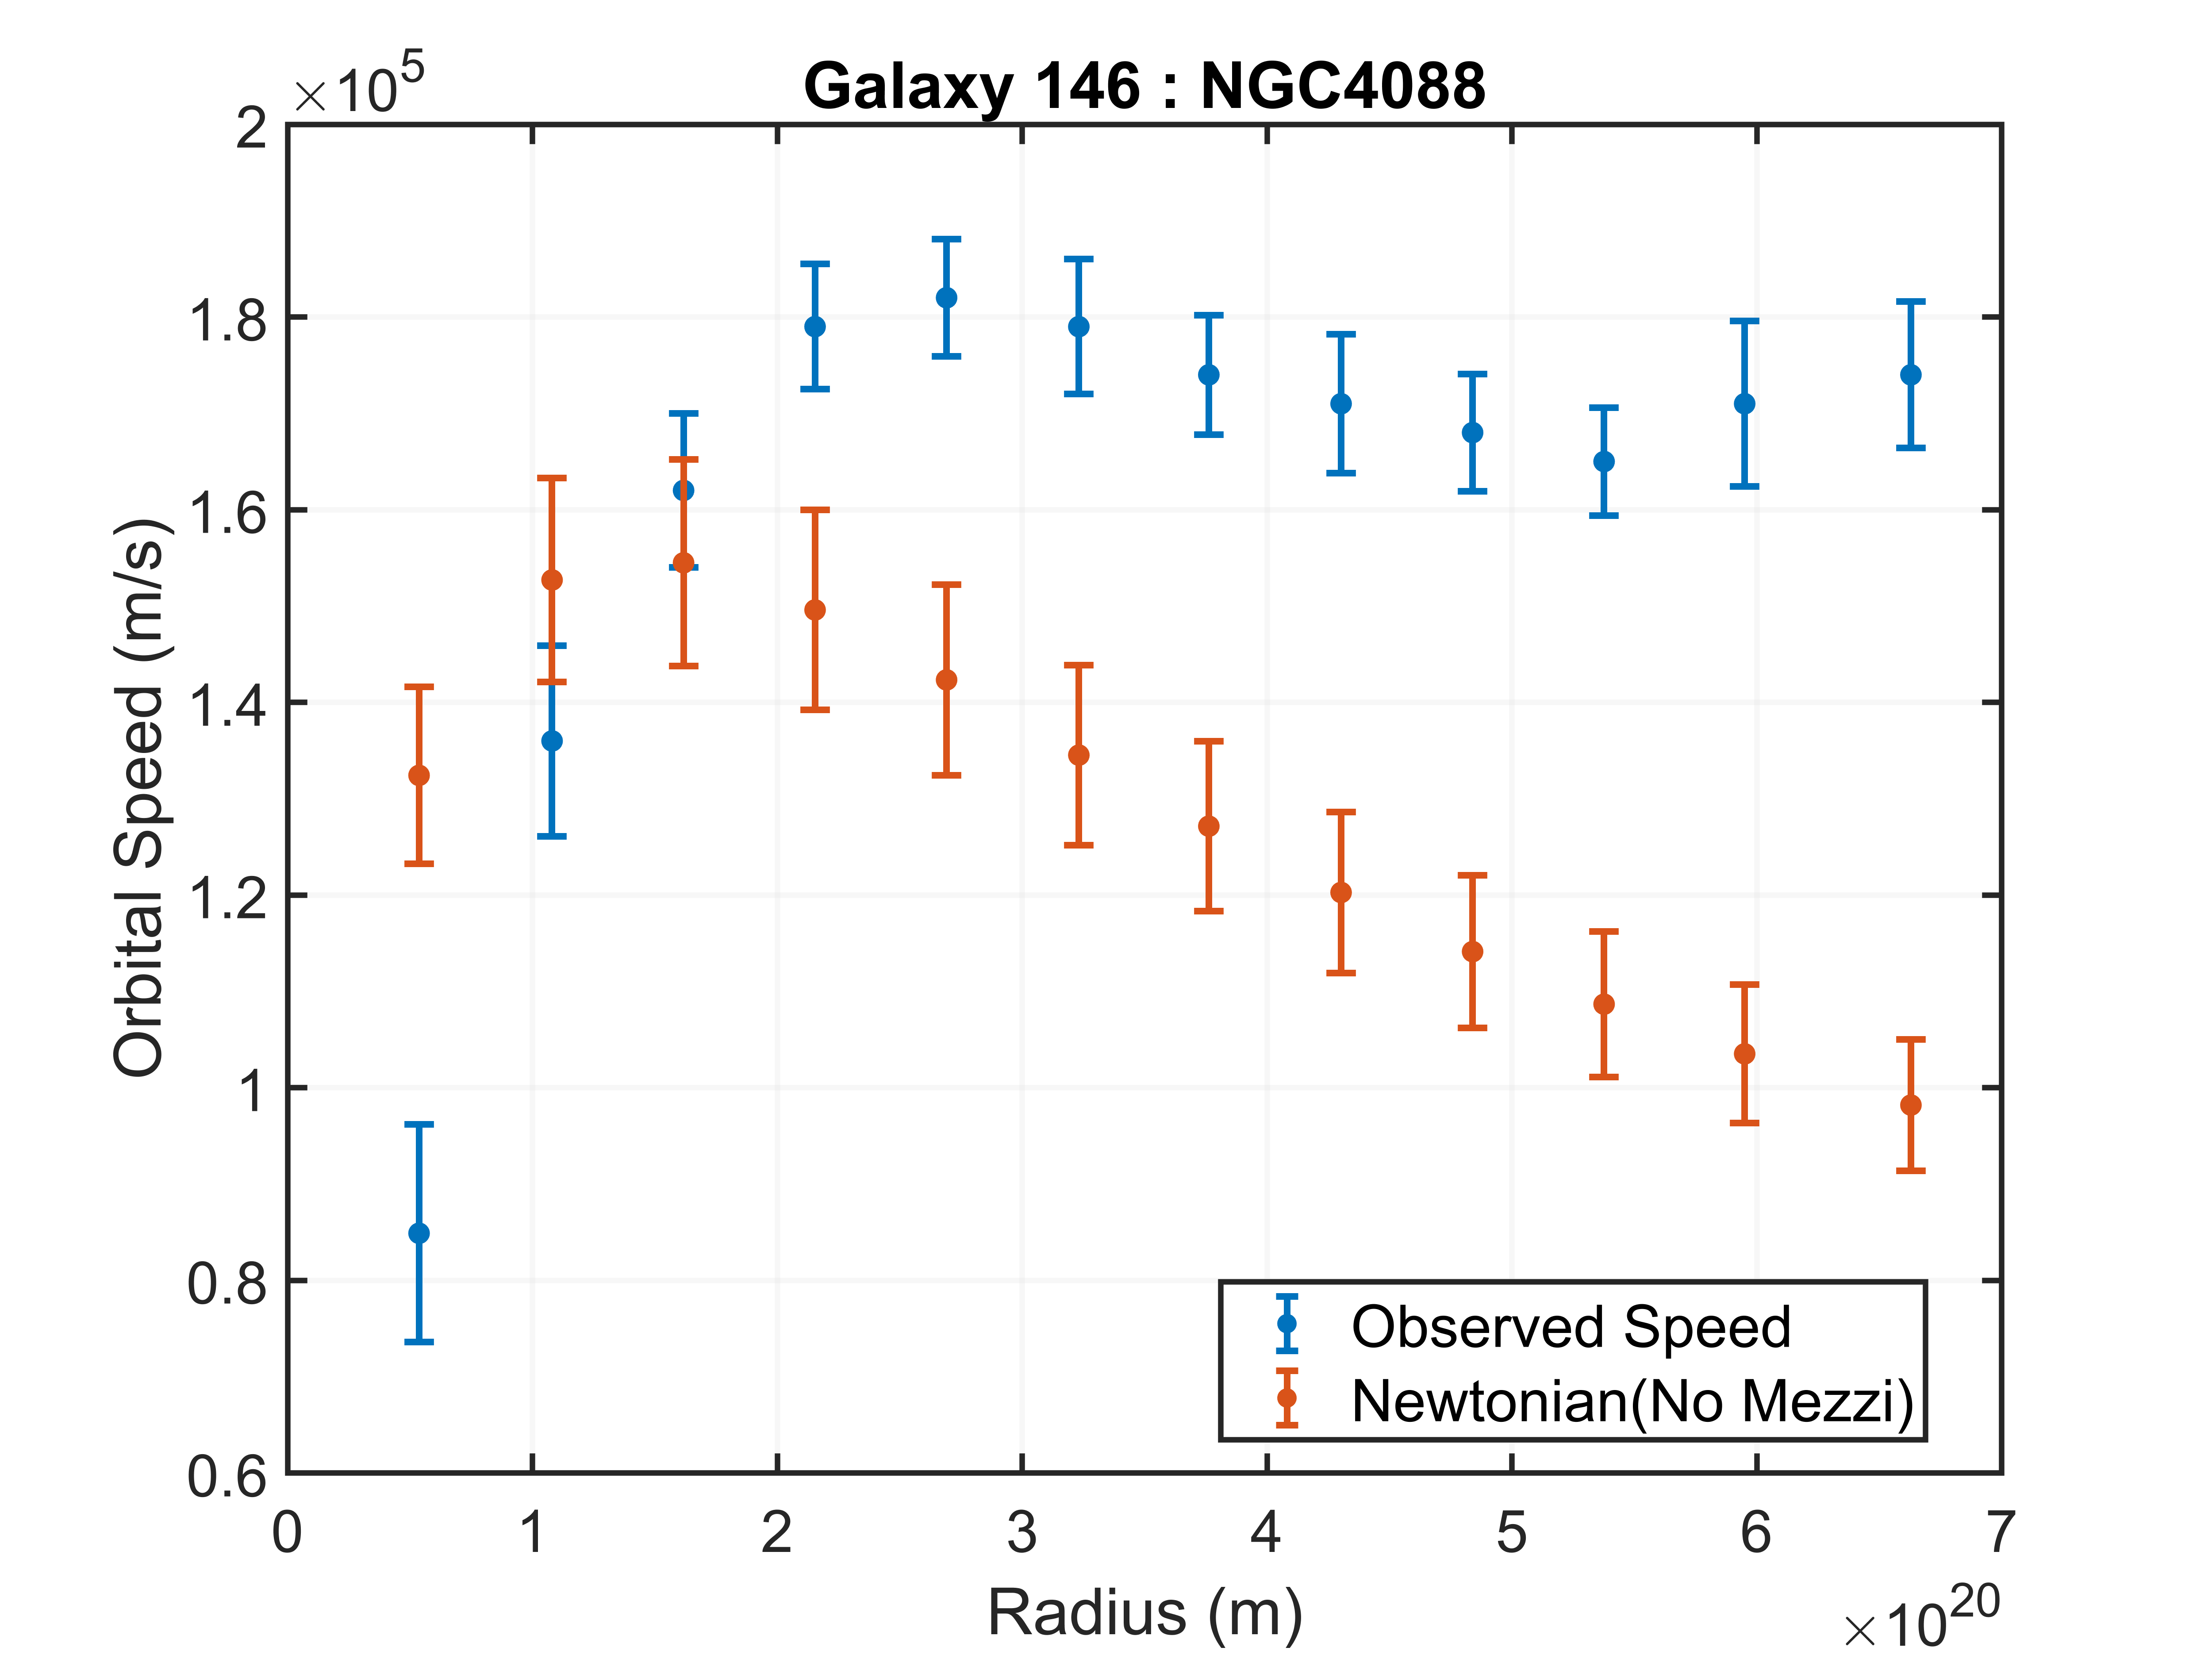 Galaxy 146 : NGC4088
×10^5
2
1.8
1.6
1.4
1.2
1
0.8
0.6
Orbital Speed (m/s)
Observed Speed
Newtonian(No Mezzi)
0 1 2 3 4 5 6 7
Radius (m)
×10^20